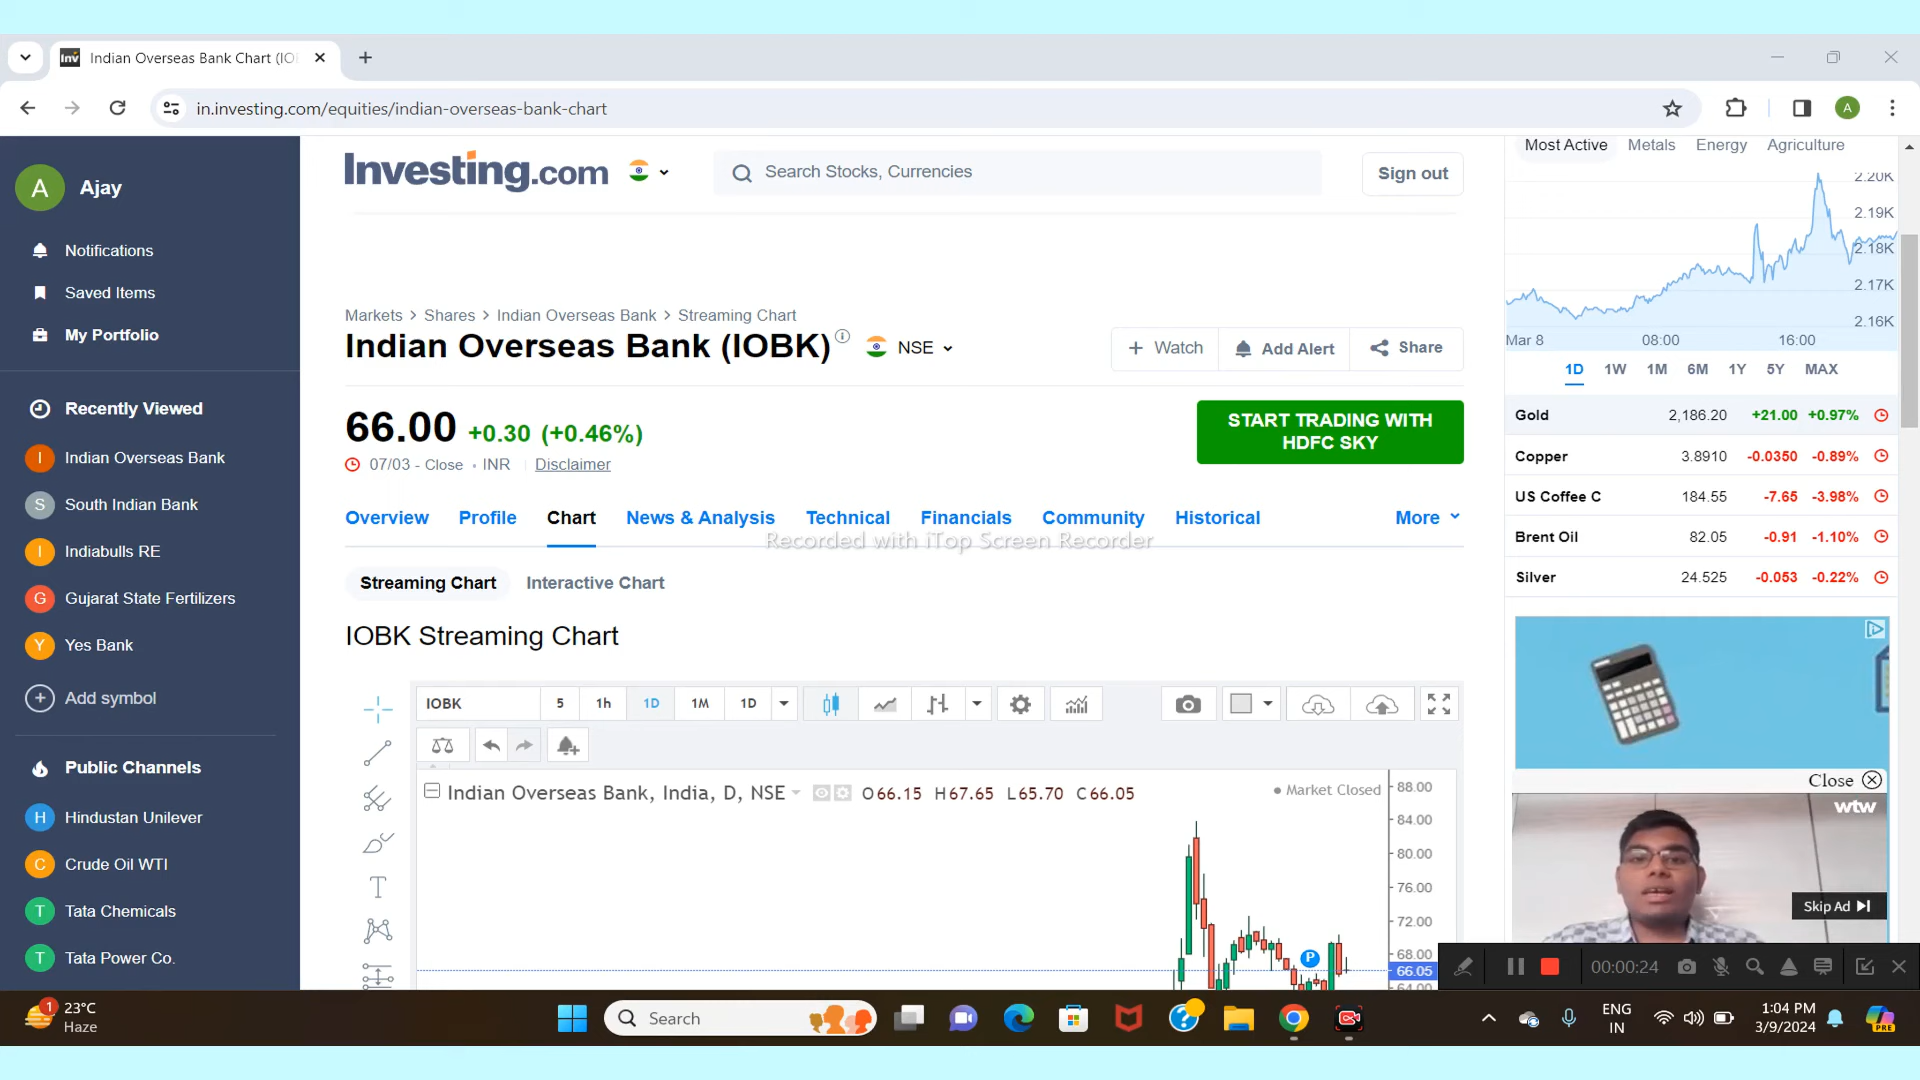 Indian Overseas Bank Chart (IO
in.investing.com/equities/indian-overseas-bank-chart
A
A
Ajay
Notifications
Saved Items
My Portfolio
Recently Viewed
I
Indian Overseas Bank
S
South Indian Bank
I
Indiabulls RE
G
Gujarat State Fertilizers
Y
Yes Bank
Add symbol
Public Channels
H
Hindustan Unilever
C
Crude Oil WTI
T
Tata Chemicals
T
Tata Power Co.
Investing.com
Search Stocks, Currencies
Sign out
Markets > Shares > Indian Overseas Bank > Streaming Chart
Indian Overseas Bank (IOBK)
NSE
+ Watch
Add Alert
Share
66.00 +0.30 (+0.46%)
07/03 - Close • INR
Disclaimer
START TRADING WITH
HDFC SKY
Overview Profile Chart News & Analysis Technical Financials Community Historical More
Recorded with iTop Screen Recorder
Streaming Chart Interactive Chart
IOBK Streaming Chart
IOBK 5 1h 1D 1M 1D
T
Indian Overseas Bank, India, D, NSE
O66.15 H67.65 L65.70 C66.05
Market Closed
88.00
84.00
80.00
76.00
72.00
68.00
66.05
64.00
P
Most Active Metals Energy Agriculture
2.20K
2.19K
2.18K
2.17K
2.16K
Mar 8 08:00 16:00
1D 1W 1M 6M 1Y 5Y MAX
Gold 2,186.20 +21.00 +0.97%
Copper 3.8910 -0.0350 -0.89%
US Coffee C 184.55 -7.65 -3.98%
Brent Oil 82.05 -0.91 -1.10%
Silver 24.525 -0.053 -0.22%
Close
wtw
Skip Ad
00:00:24
1
23°C
Haze
Search
ENG
IN
1:04 PM
3/9/2024
PRE